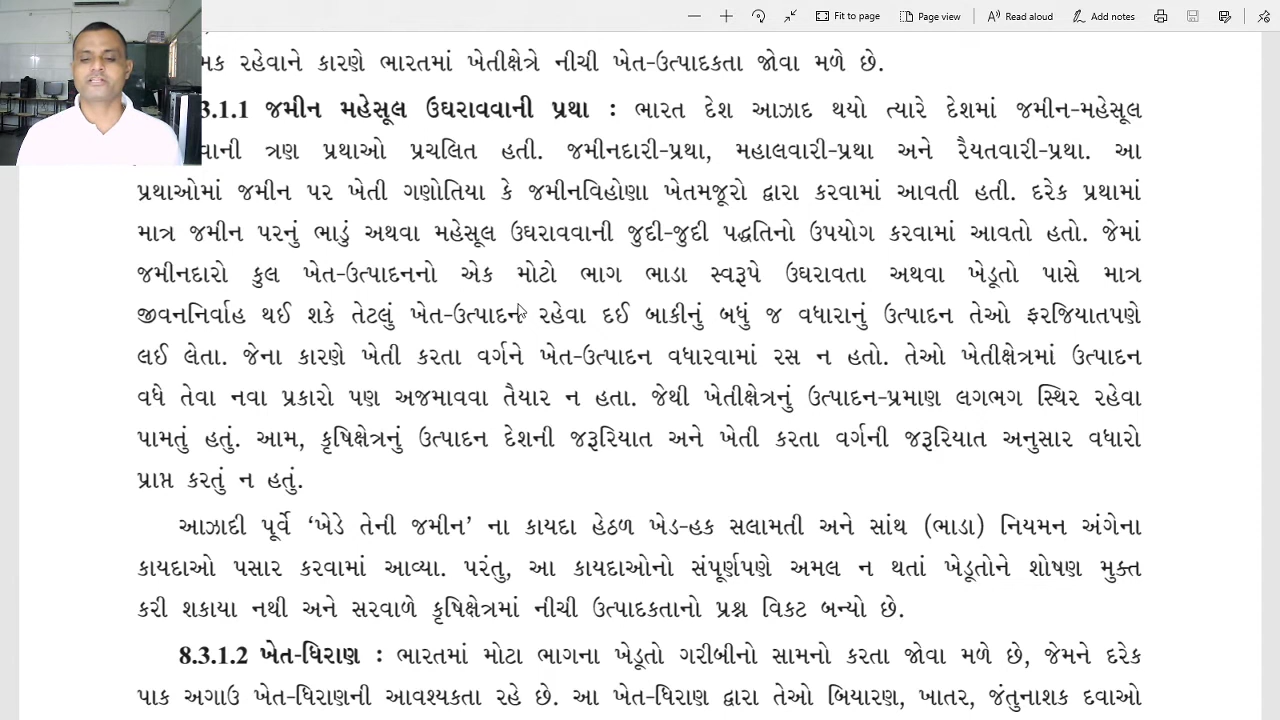 Fit to page
Page view
Read aloud
Add notes
મક રહેવાને કારણે ભારતમાં ખેતીક્ષેત્રે નીચી ખેત-ઉત્પાદકતા જોવા મળે છે.
3.1.1 જમીન મહેસૂલ ઉઘરાવવાની પ્રથા : ભારત દેશ આઝાદ થયો ત્યારે દેશમાં જમીન-મહેસૂલ
વાની ત્રણ પ્રથાઓ પ્રચલિત હતી. જમીનદારી-પ્રથા, મહાલવારી-પ્રથા અને રૈયતવારી-પ્રથા. આ
પ્રથાઓમાં જમીન પર ખેતી ગણોતિયા કે જમીનવિહોણા ખેતમજૂરો દ્વારા કરવામાં આવતી હતી. દરેક પ્રથામાં
માત્ર જમીન પરનું ભાડું અથવા મહેસૂલ ઉઘરાવવાની જુદી-જુદી પદ્ધતિનો ઉપયોગ કરવામાં આવતો હતો. જેમાં
જમીનદારો કુલ ખેત-ઉત્પાદનનો એક મોટો ભાગ ભાડા સ્વરૂપે ઉઘરાવતા અથવા ખેડૂતો પાસે માત્ર
જીવનનિર્વાહ થઈ શકે તેટલું ખેત-ઉત્પાદન રહેવા દઈ બાકીનું બધું જ વધારાનું ઉત્પાદન તેઓ ફરજિયાતપણે
લઈ લેતા. જેના કારણે ખેતી કરતા વર્ગને ખેત-ઉત્પાદન વધારવામાં રસ ન હતો. તેઓ ખેતીક્ષેત્રમાં ઉત્પાદન
વધે તેવા નવા પ્રકારો પણ અજમાવવા તૈયાર ન હતા. જેથી ખેતીક્ષેત્રનું ઉત્પાદન-પ્રમાણ લગભગ સ્થિર રહેવા
પામતું હતું. આમ, કૃષિક્ષેત્રનું ઉત્પાદન દેશની જરૂરિયાત અને ખેતી કરતા વર્ગની જરૂરિયાત અનુસાર વધારો
પ્રાપ્ત કરતું ન હતું.
આઝાદી પૂર્વે ‘ખેડે તેની જમીન’ ના કાયદા હેઠળ ખેડ-હક સલામતી અને સાંથ (ભાડા) નિયમન અંગેના
કાયદાઓ પસાર કરવામાં આવ્યા. પરંતુ, આ કાયદાઓનો સંપૂર્ણપણે અમલ ન થતાં ખેડૂતોને શોષણ મુક્ત
કરી શકાયા નથી અને સરવાળે કૃષિક્ષેત્રમાં નીચી ઉત્પાદકતાનો પ્રશ્ન વિકટ બન્યો છે.
8.3.1.2 ખેત-ધિરાણ : ભારતમાં મોટા ભાગના ખેડૂતો ગરીબીનો સામનો કરતા જોવા મળે છે, જેમને દરેક
પાક અગાઉ ખેત-ધિરાણની આવશ્યકતા રહે છે. આ ખેત-ધિરાણ દ્વારા તેઓ બિયારણ, ખાતર, જંતુનાશક દવાઓ